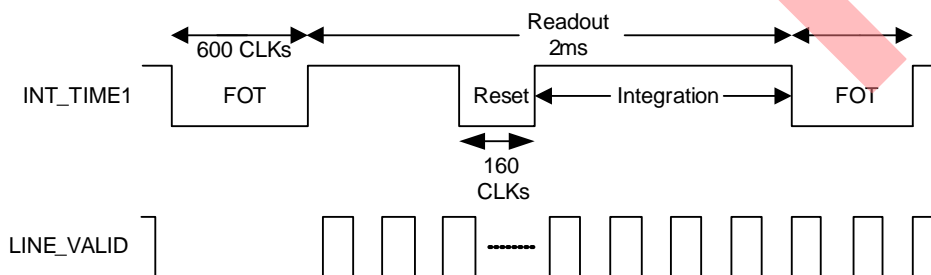 Readout
600 CLKs
2ms
INT_TIME1
FOT
Reset
Integration
FOT
160
CLKs
LINE_VALID